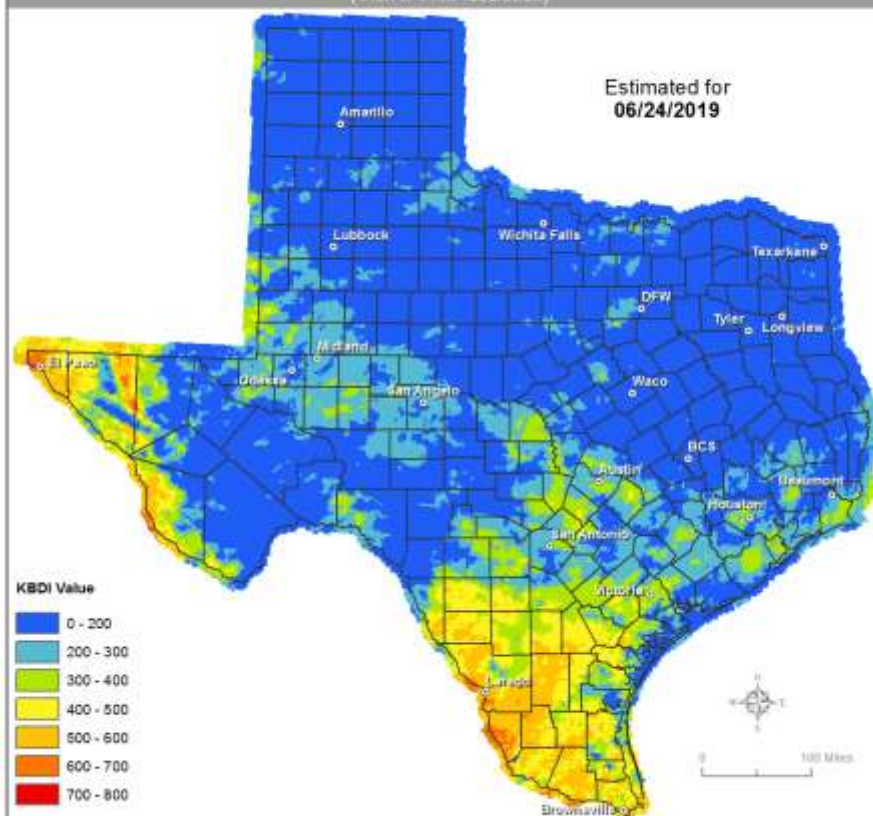 Estimated for
06/24/2019
Amarillo
Lubbock
Wichita Falls
Texarkana
DFW
Tyler
Longview
El Paso
Midland
Odessa
San Angelo
Waco
BCS
Austin
Beaumont
Houston
San Antonio
Victoria
Laredo
Brownsville
KBDI Value
0 - 200
200 - 300
300 - 400
400 - 500
500 - 600
600 - 700
700 - 800
N
W E
S
0 100 Miles